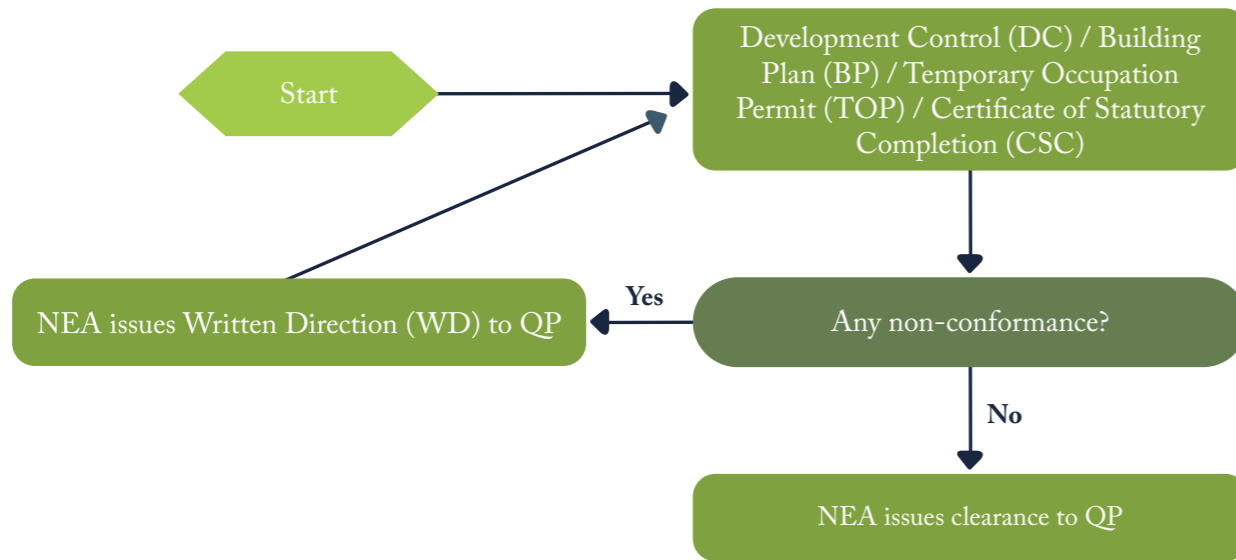 Start
Development Control (DC) / Building
Plan (BP) / Temporary Occupation
Permit (TOP) / Certificate of Statutory
Completion (CSC)
NEA issues Written Direction (WD) to QP
Yes
Any non-conformance?
No
NEA issues clearance to QP